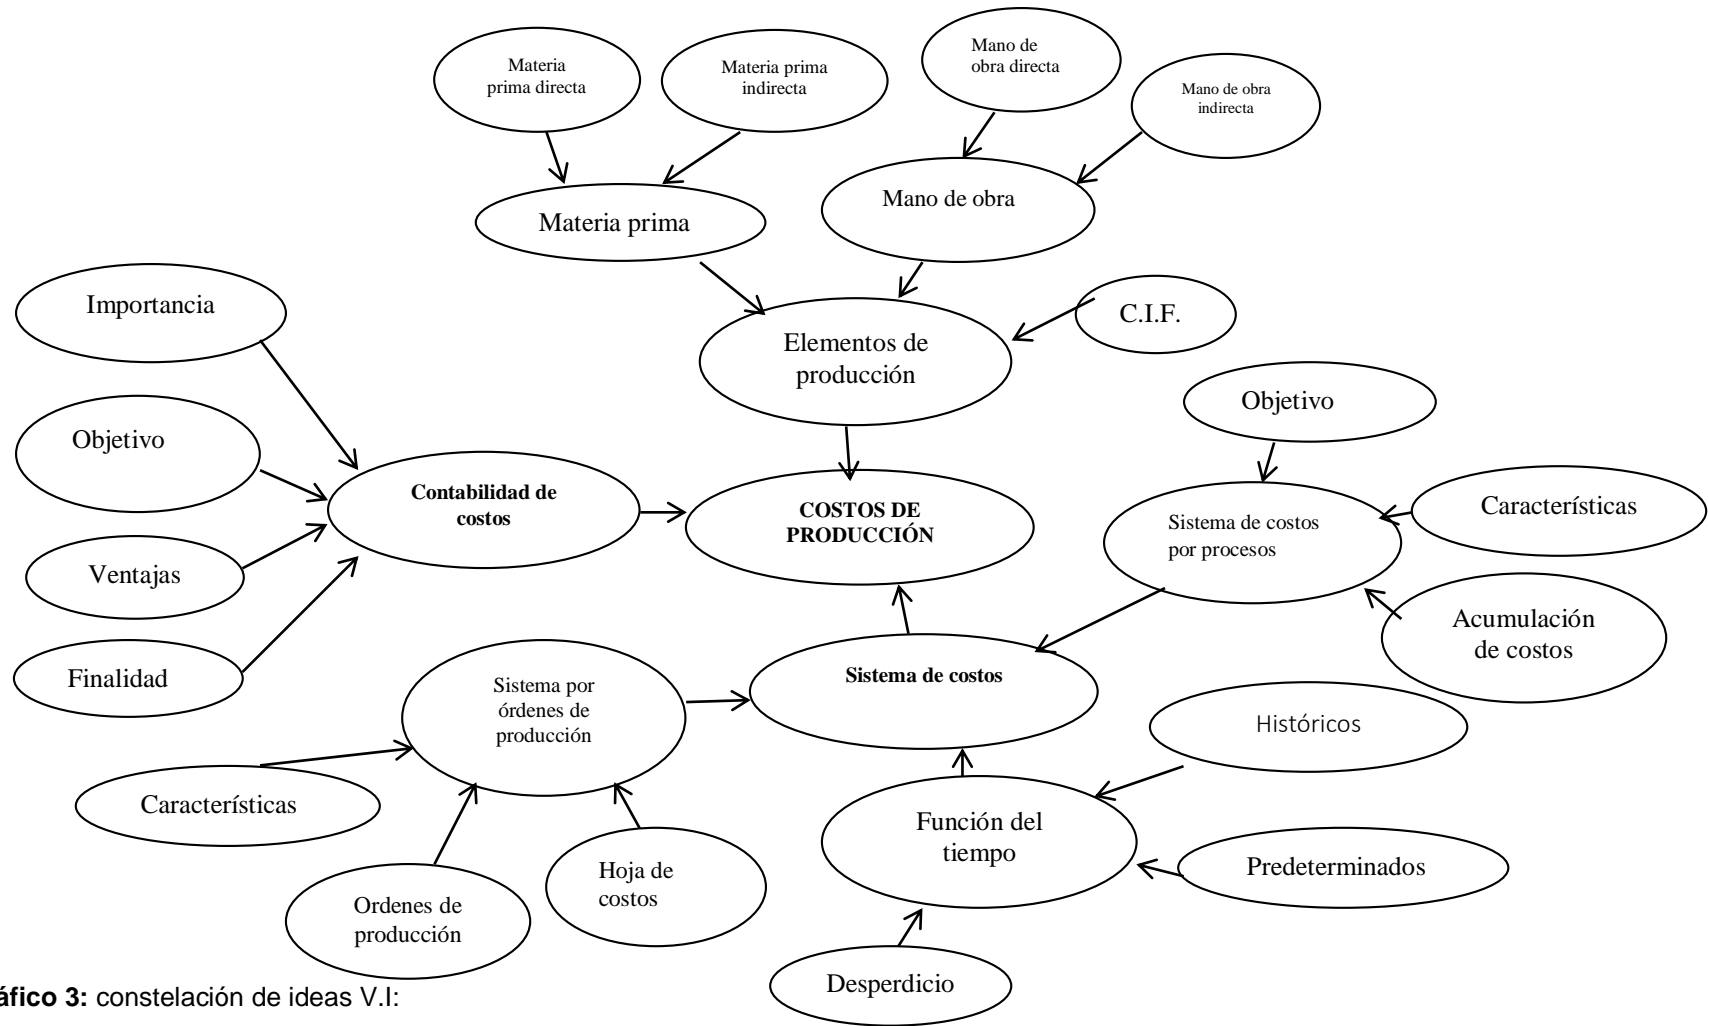 Materia
prima directa
Materia prima
indirecta
Mano de
obra directa
Mano de obra
indirecta
Materia prima
Mano de obra
Importancia
C.I.F.
Elementos de
producción
Objetivo
Objetivo
Contabilidad de
costos
COSTOS DE
PRODUCCIÓN
Sistema de costos
por procesos
Características
Ventajas
Acumulación
de costos
Finalidad
Sistema por
órdenes de
producción
Sistema de costos
Históricos
Características
Función del
tiempo
Predeterminados
Hoja de
costos
Ordenes de
producción
Desperdicio
áfico 3: constelación de ideas V.I: